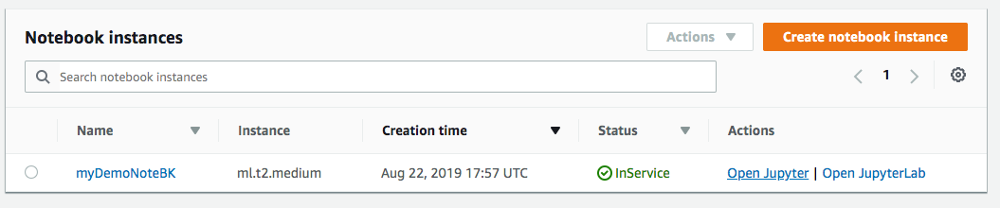 Notebook instances
Actions
Create notebook instance
Search notebook instances
1
Name Instance Creation time Status Actions
myDemoNoteBK ml.t2.medium Aug 22, 2019 17:57 UTC InService Open Jupyter | Open JupyterLab